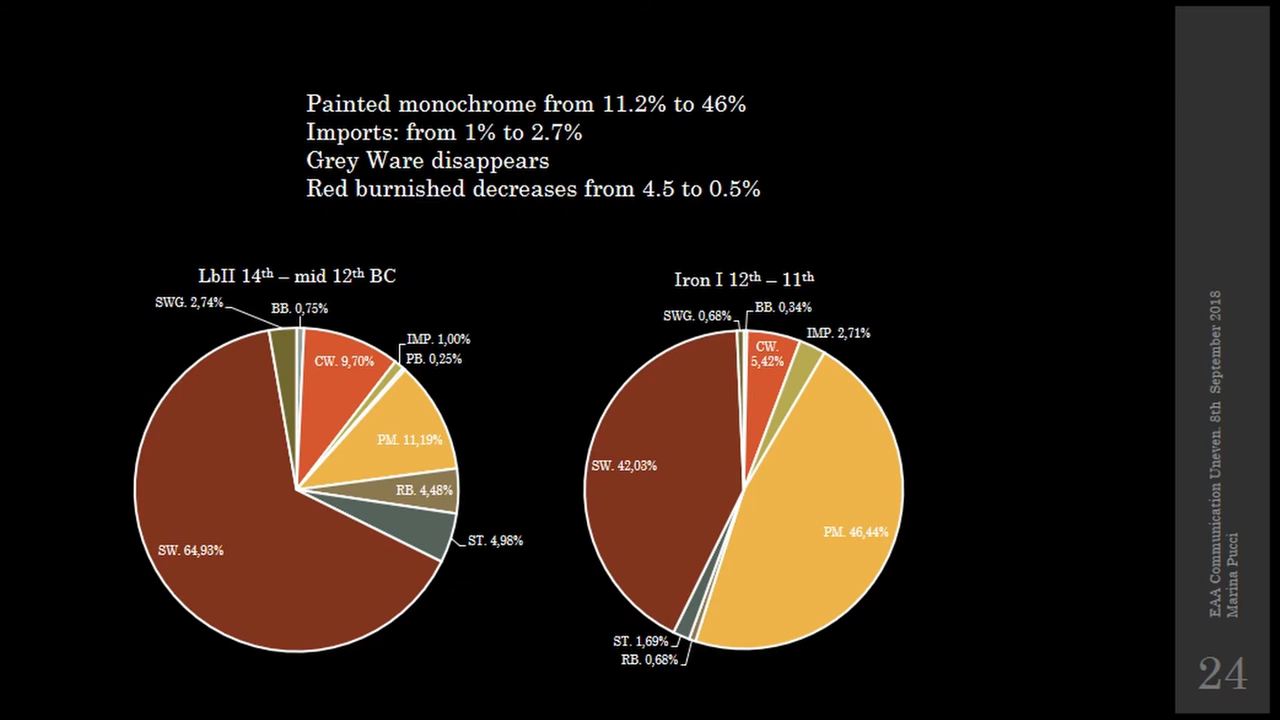 Painted monochrome from 11.2% to 46%
Imports: from 1% to 2.7%
Grey Ware disappears
Red burnished decreases from 4.5 to 0.5%
LbII 14th – mid 12th BC
SWG. 2,74%
BB. 0,75%
IMP. 1,00%
PB. 0,25%
CW. 9,70%
PM. 11,19%
RB. 4,48%
ST. 4,98%
SW. 64,93%
Iron I 12th – 11th
SWG. 0,68%
BB. 0,34%
IMP. 2,71%
CW.
5,42%
SW. 42,03%
PM. 46,44%
ST. 1,69%
RB. 0,68%
EAA Communication Uneven. 8th September 2018
Marina Pucci
24